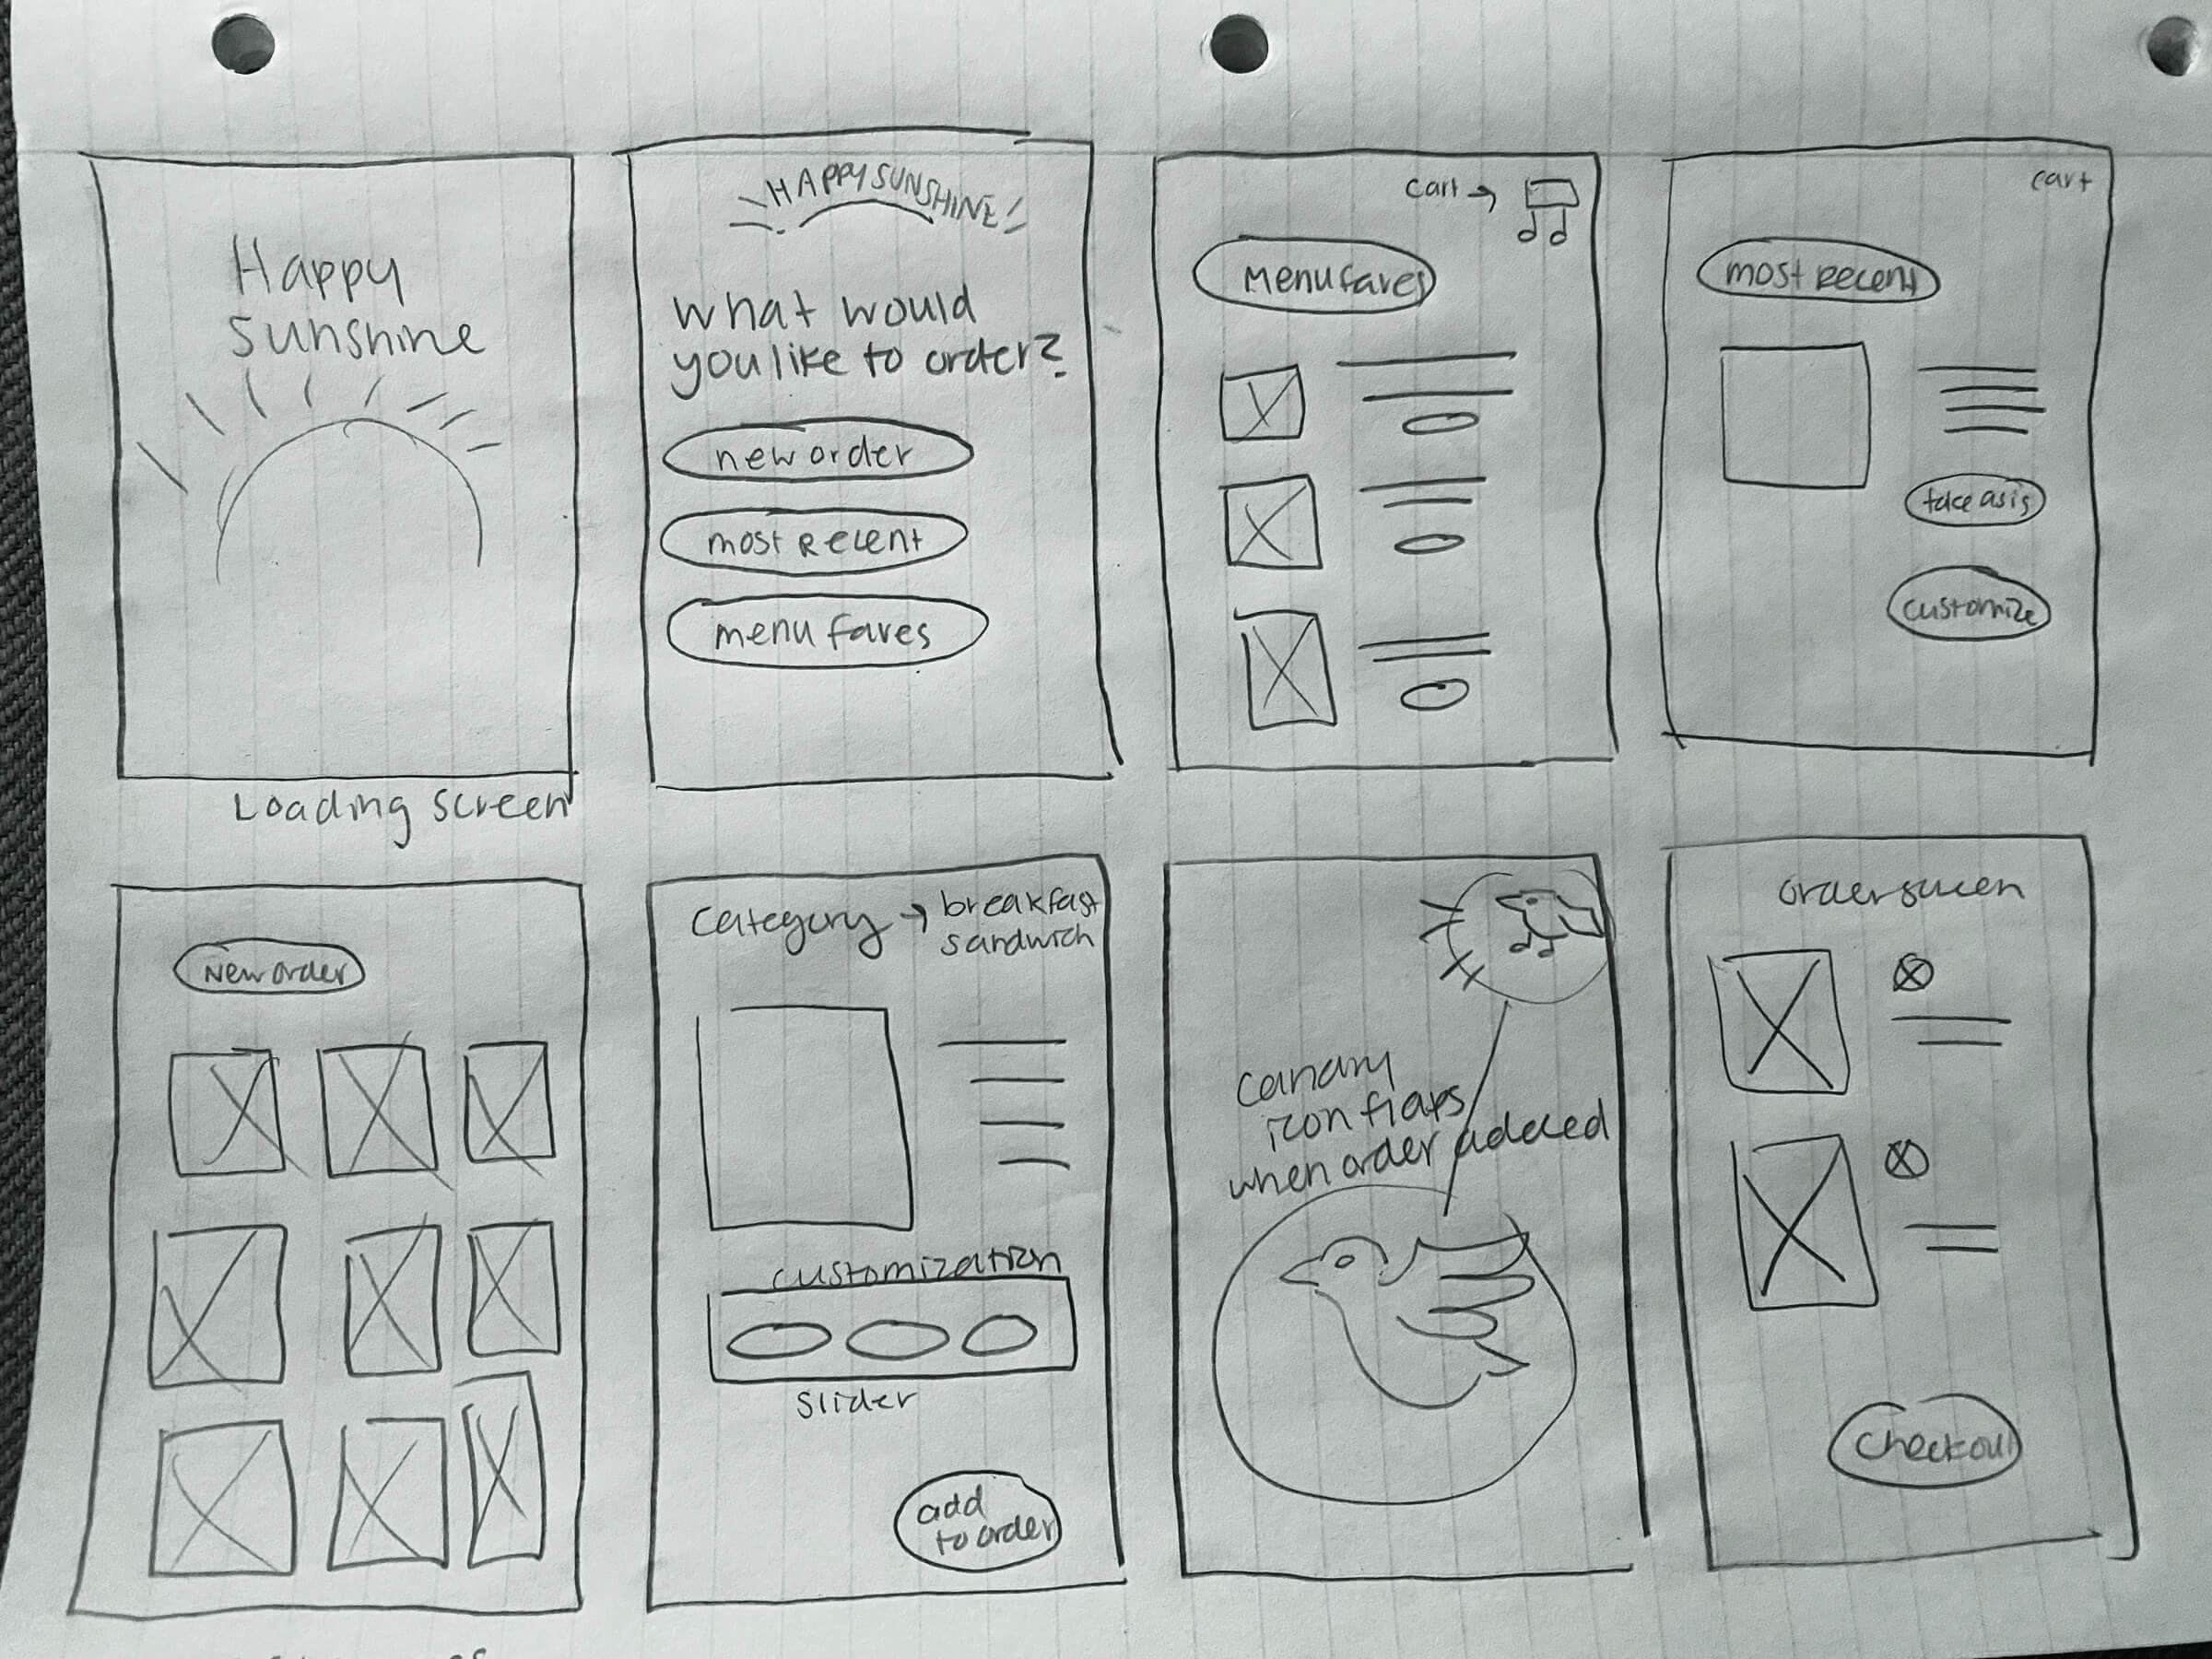 Happy
Sunshine
Loading screen
HAPPY SUNSHINE!
What would
you like to order?
new order
most recent
menu faves
cart →
Menu faves
cart
most recent
take as is
customize
New order
Category → breakfast
sandwich
customization
slider
add
to order
Canary
icon flaps
when order added
order screen
Checkout